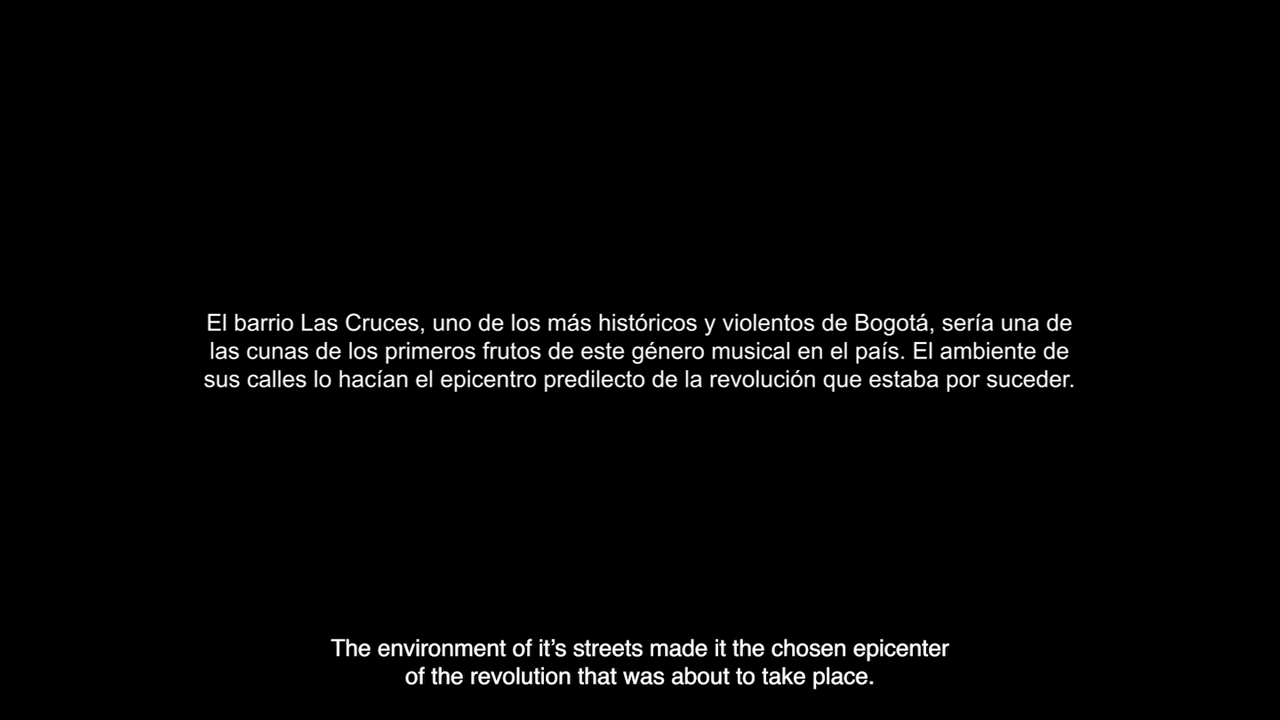 El barrio Las Cruces, uno de los más históricos y violentos de Bogotá, sería una de
las cunas de los primeros frutos de este género musical en el país. El ambiente de
sus calles lo hacían el epicentro predilecto de la revolución que estaba por suceder.
The environment of it’s streets made it the chosen epicenter
of the revolution that was about to take place.